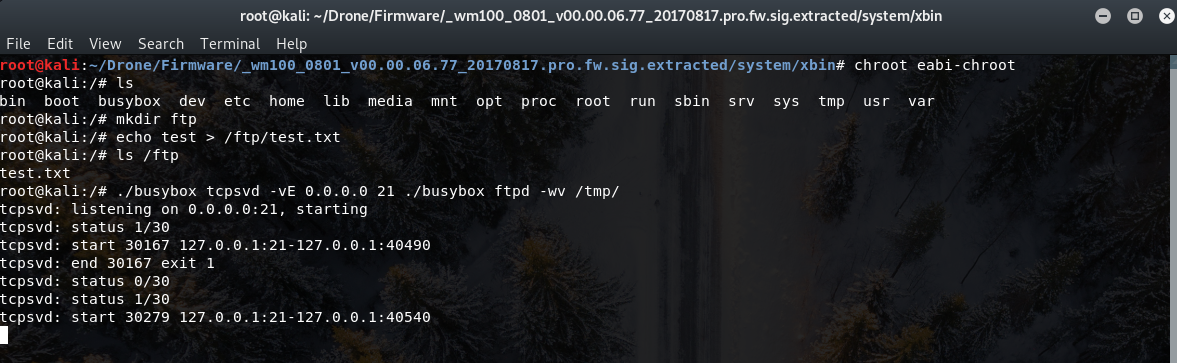 root@kali: ~/Drone/Firmware/_wm100_0801_v00.00.06.77_20170817.pro.fw.sig.extracted/system/xbin
File Edit View Search Terminal Help
root@kali:~/Drone/Firmware/_wm100_0801_v00.00.06.77_20170817.pro.fw.sig.extracted/system/xbin# chroot eabi-chroot
root@kali:/# ls
bin boot busybox dev etc home lib media mnt opt proc root run sbin srv sys tmp usr var
root@kali:/# mkdir ftp
root@kali:/# echo test > /ftp/test.txt
root@kali:/# ls /ftp
test.txt
root@kali:/# ./busybox tcpsvd -vE 0.0.0.0 21 ./busybox ftpd -wv /tmp/
tcpsvd: listening on 0.0.0.0:21, starting
tcpsvd: status 1/30
tcpsvd: start 30167 127.0.0.1:21-127.0.0.1:40490
tcpsvd: end 30167 exit 1
tcpsvd: status 0/30
tcpsvd: status 1/30
tcpsvd: start 30279 127.0.0.1:21-127.0.0.1:40540